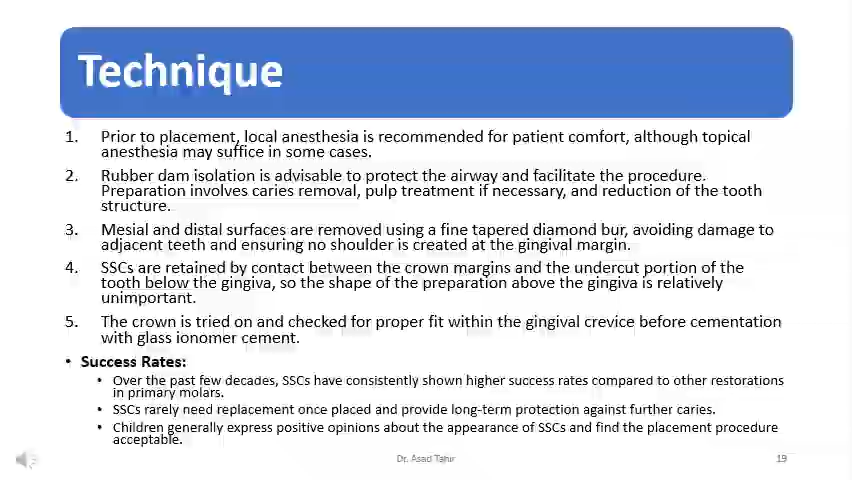 Technique
1. Prior to placement, local anesthesia is recommended for patient comfort, although topical
anesthesia may suffice in some cases.
2. Rubber dam isolation is advisable to protect the airway and facilitate the procedure.
Preparation involves caries removal, pulp treatment if necessary, and reduction of the tooth
structure.
3. Mesial and distal surfaces are removed using a fine tapered diamond bur, avoiding damage to
adjacent teeth and ensuring no shoulder is created at the gingival margin.
4. SSCs are retained by contact between the crown margins and the undercut portion of the
tooth below the gingiva, so the shape of the preparation above the gingiva is relatively
unimportant.
5. The crown is tried on and checked for proper fit within the gingival crevice before cementation
with glass ionomer cement.
• Success Rates:
• Over the past few decades, SSCs have consistently shown higher success rates compared to other restorations
in primary molars.
• SSCs rarely need replacement once placed and provide long-term protection against further caries.
• Children generally express positive opinions about the appearance of SSCs and find the placement procedure
acceptable.
Dr. Asad Tahir
19